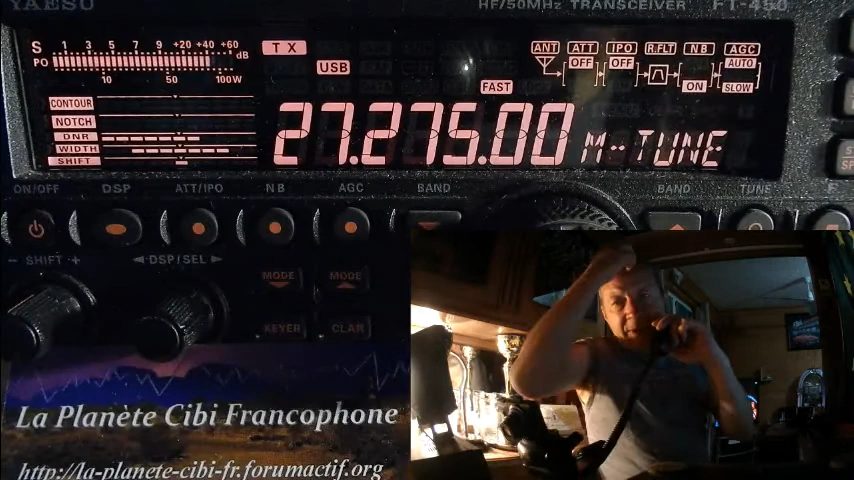 YAESU HF/50MHz TRANSCEIVER FT-450
S 1 3 5 7 9 +20 +40 +60 dB
PO 10 50 100W
TX
USB
FAST
ANT ATT IPO R.FLT NB AGC
OFF OFF AUTO
ON SLOW
CONTOUR
NOTCH
DNR
WIDTH
SHIFT
27.275.00 M-TUNE
ON/OFF DSP ATT/IPO NB AGC BAND BAND TUNE F
- SHIFT + ◀DSP/SEL▶ MODE MODE
KEYER CLAR
La Planète Cibi Francophone
http://la-planete-cibi-fr.forumactif.org